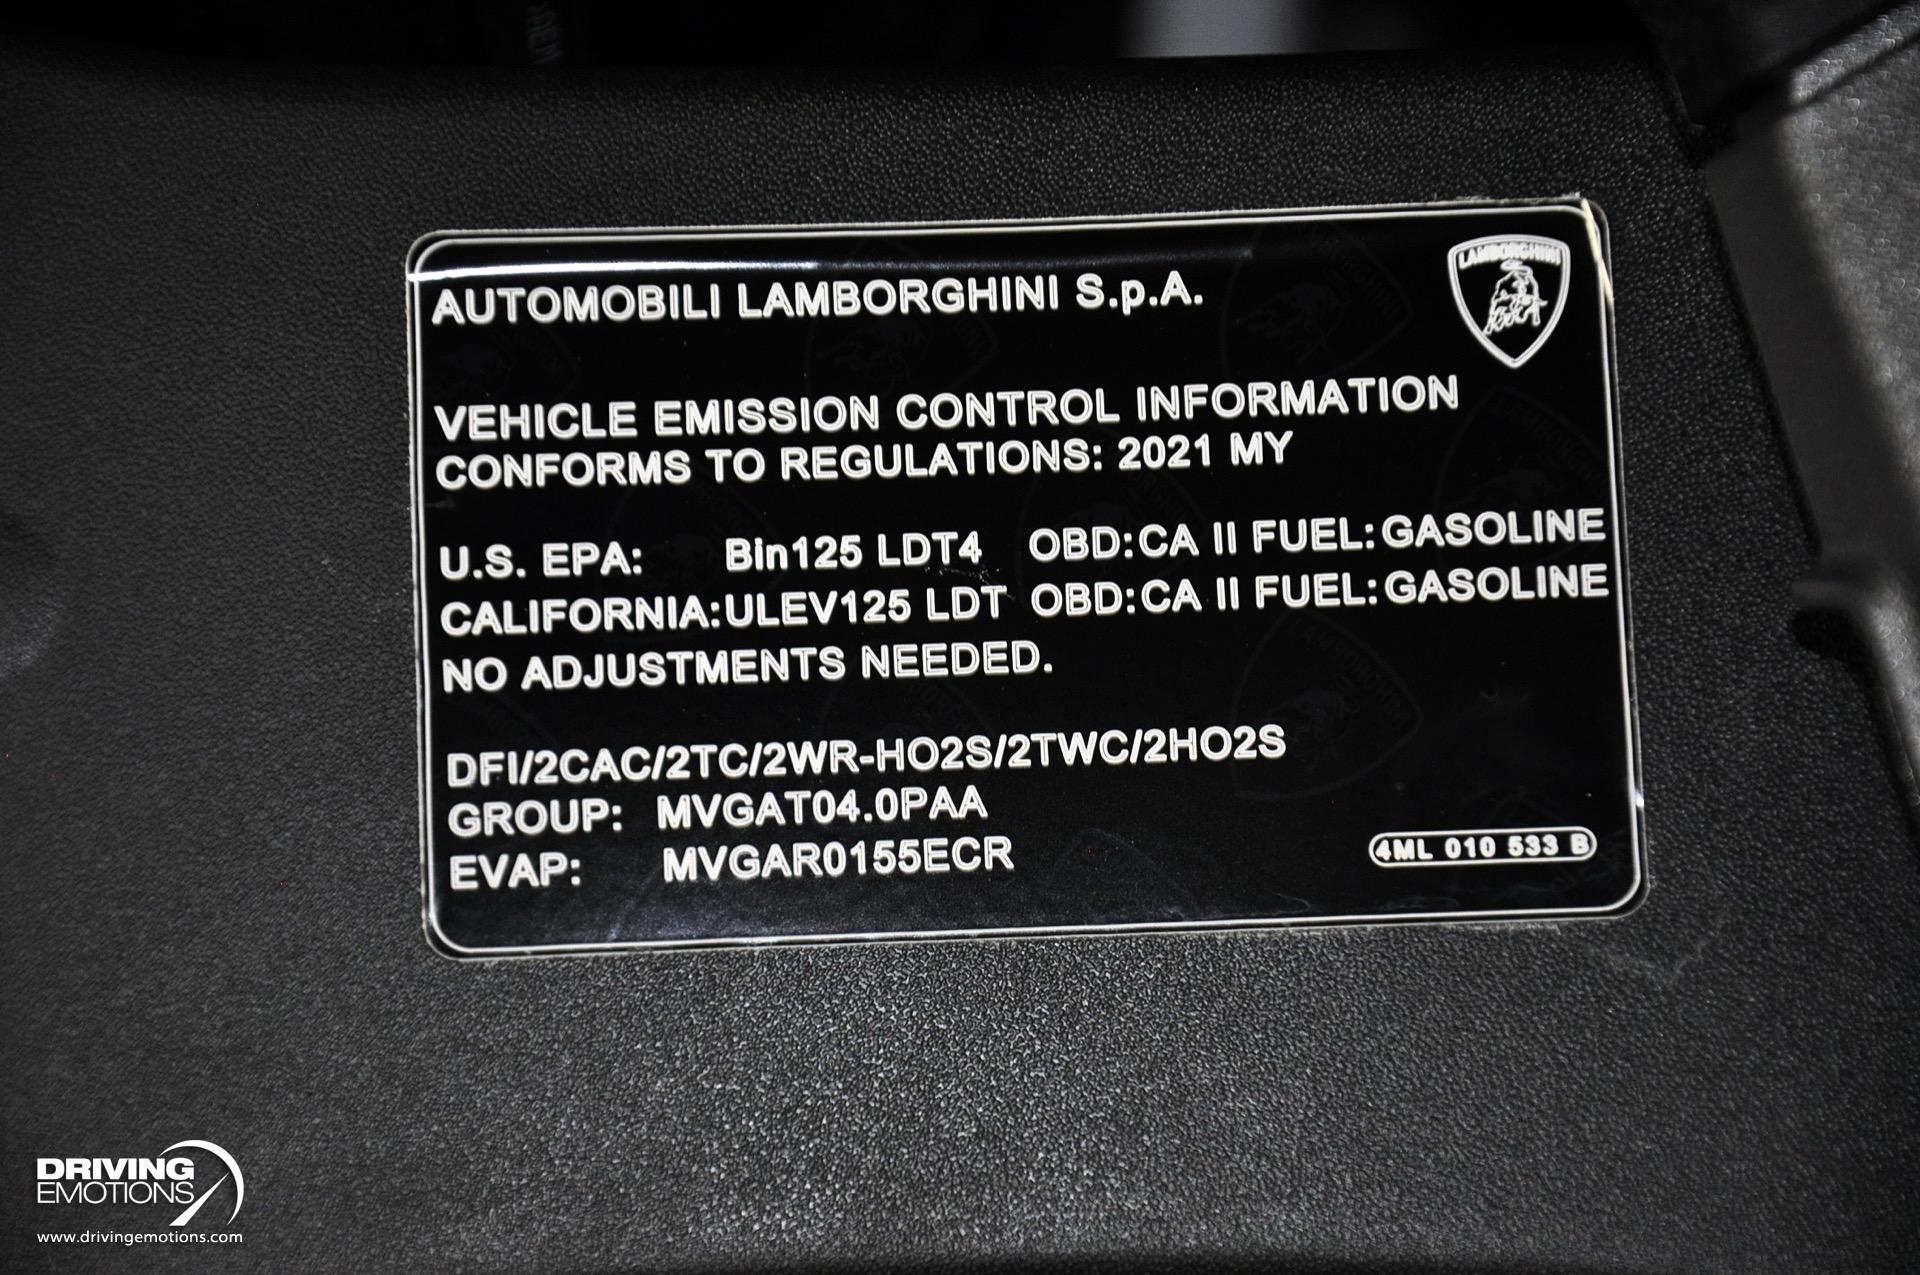 LAMBORGHINI
AUTOMOBILI LAMBORGHINI S.p.A.
VEHICLE EMISSION CONTROL INFORMATION
CONFORMS TO REGULATIONS: 2021 MY
U.S. EPA: Bin125 LDT4 OBD:CA II FUEL:GASOLINE
CALIFORNIA:ULEV125 LDT OBD:CA II FUEL:GASOLINE
NO ADJUSTMENTS NEEDED.
DFI/2CAC/2TC/2WR-HO2S/2TWC/2HO2S
GROUP: MVGAT04.0PAA
EVAP: MVGAR0155ECR
4ML 010 533 B
DRIVING
EMOTIONS
www.drivingemotions.com